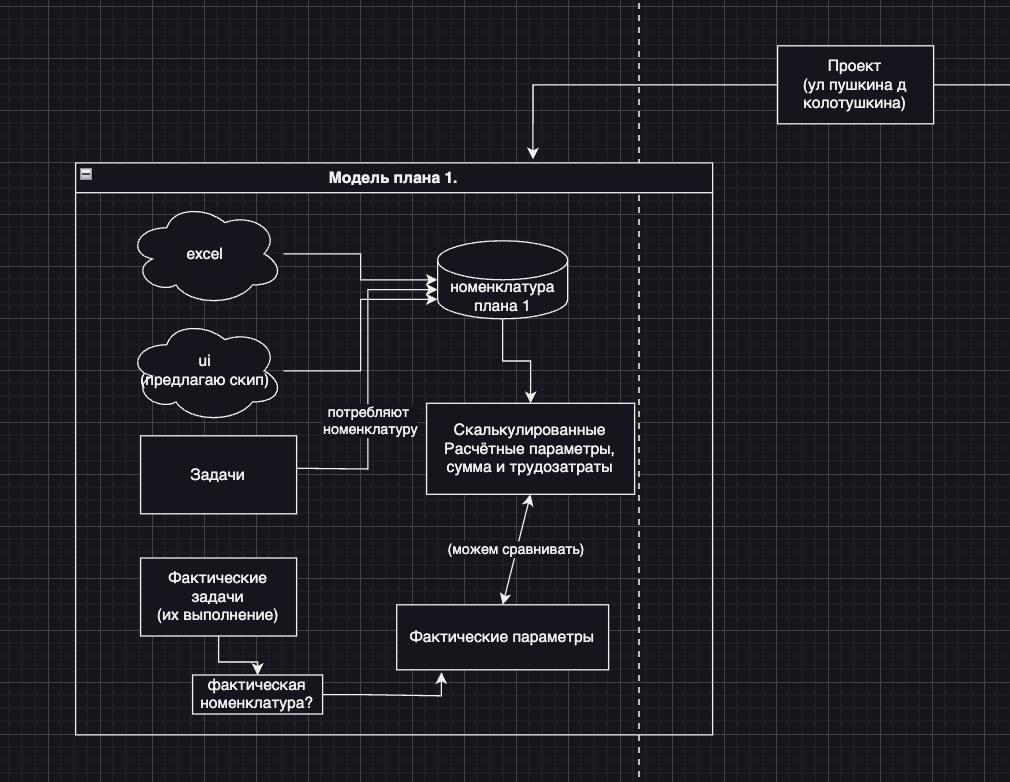 Проект
(ул пушкина д
колотушкина)
Модель плана 1.
excel
номенклатура
плана 1
ui
(предлагаю скип)
потребляют
номенклатуру
Скалькулированные
Расчётные параметры,
сумма и трудозатраты
Задачи
(можем сравнивать)
Фактические
задачи
(их выполнение)
Фактические параметры
фактическая
номенклатура?